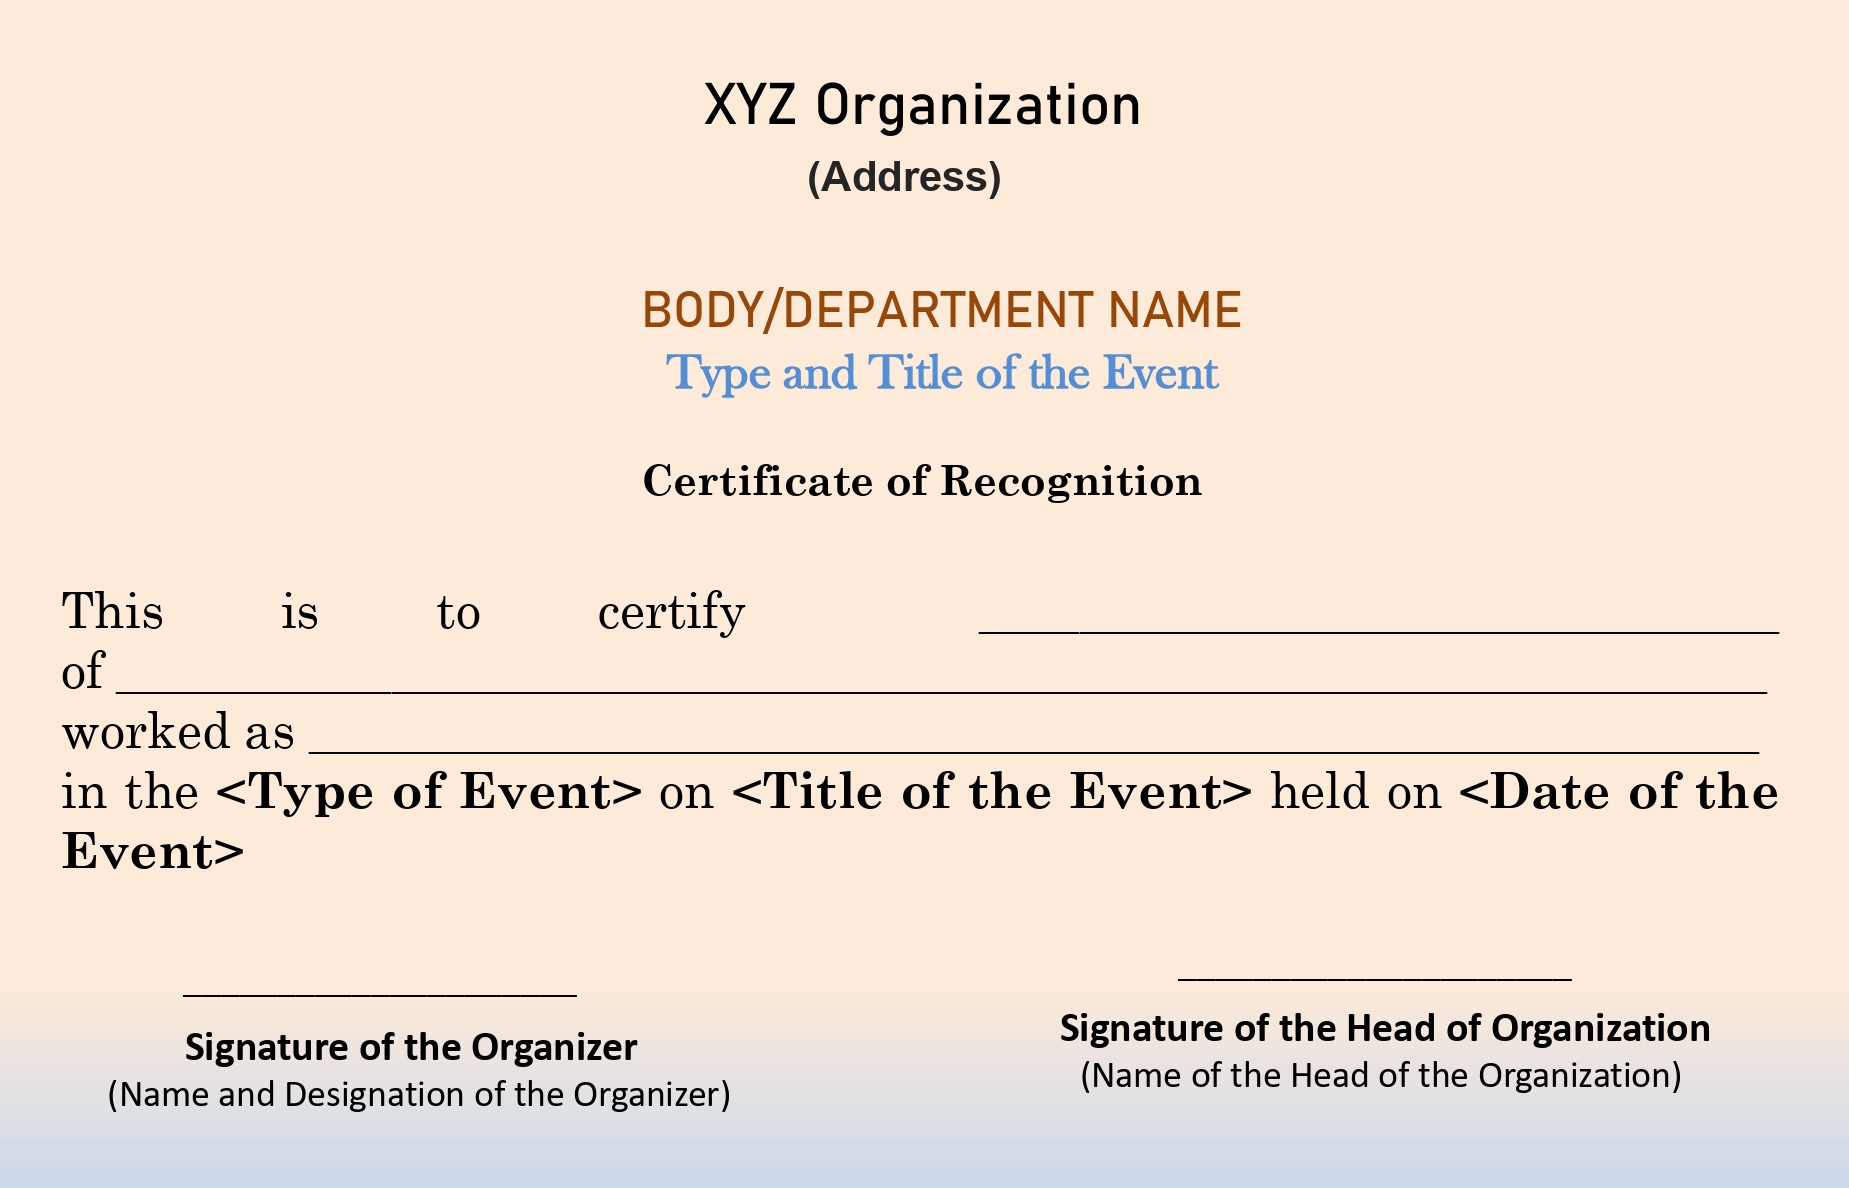 XYZ Organization
(Address)
BODY/DEPARTMENT NAME
Type and Title of the Event
Certificate of Recognition
This is to certify ________________________________
of __________________________________________________________________
worked as __________________________________________________________
in the <Type of Event> on <Title of the Event> held on <Date of the
Event>
_____________________
Signature of the Organizer
(Name and Designation of the Organizer)
_____________________
Signature of the Head of Organization
(Name of the Head of the Organization)